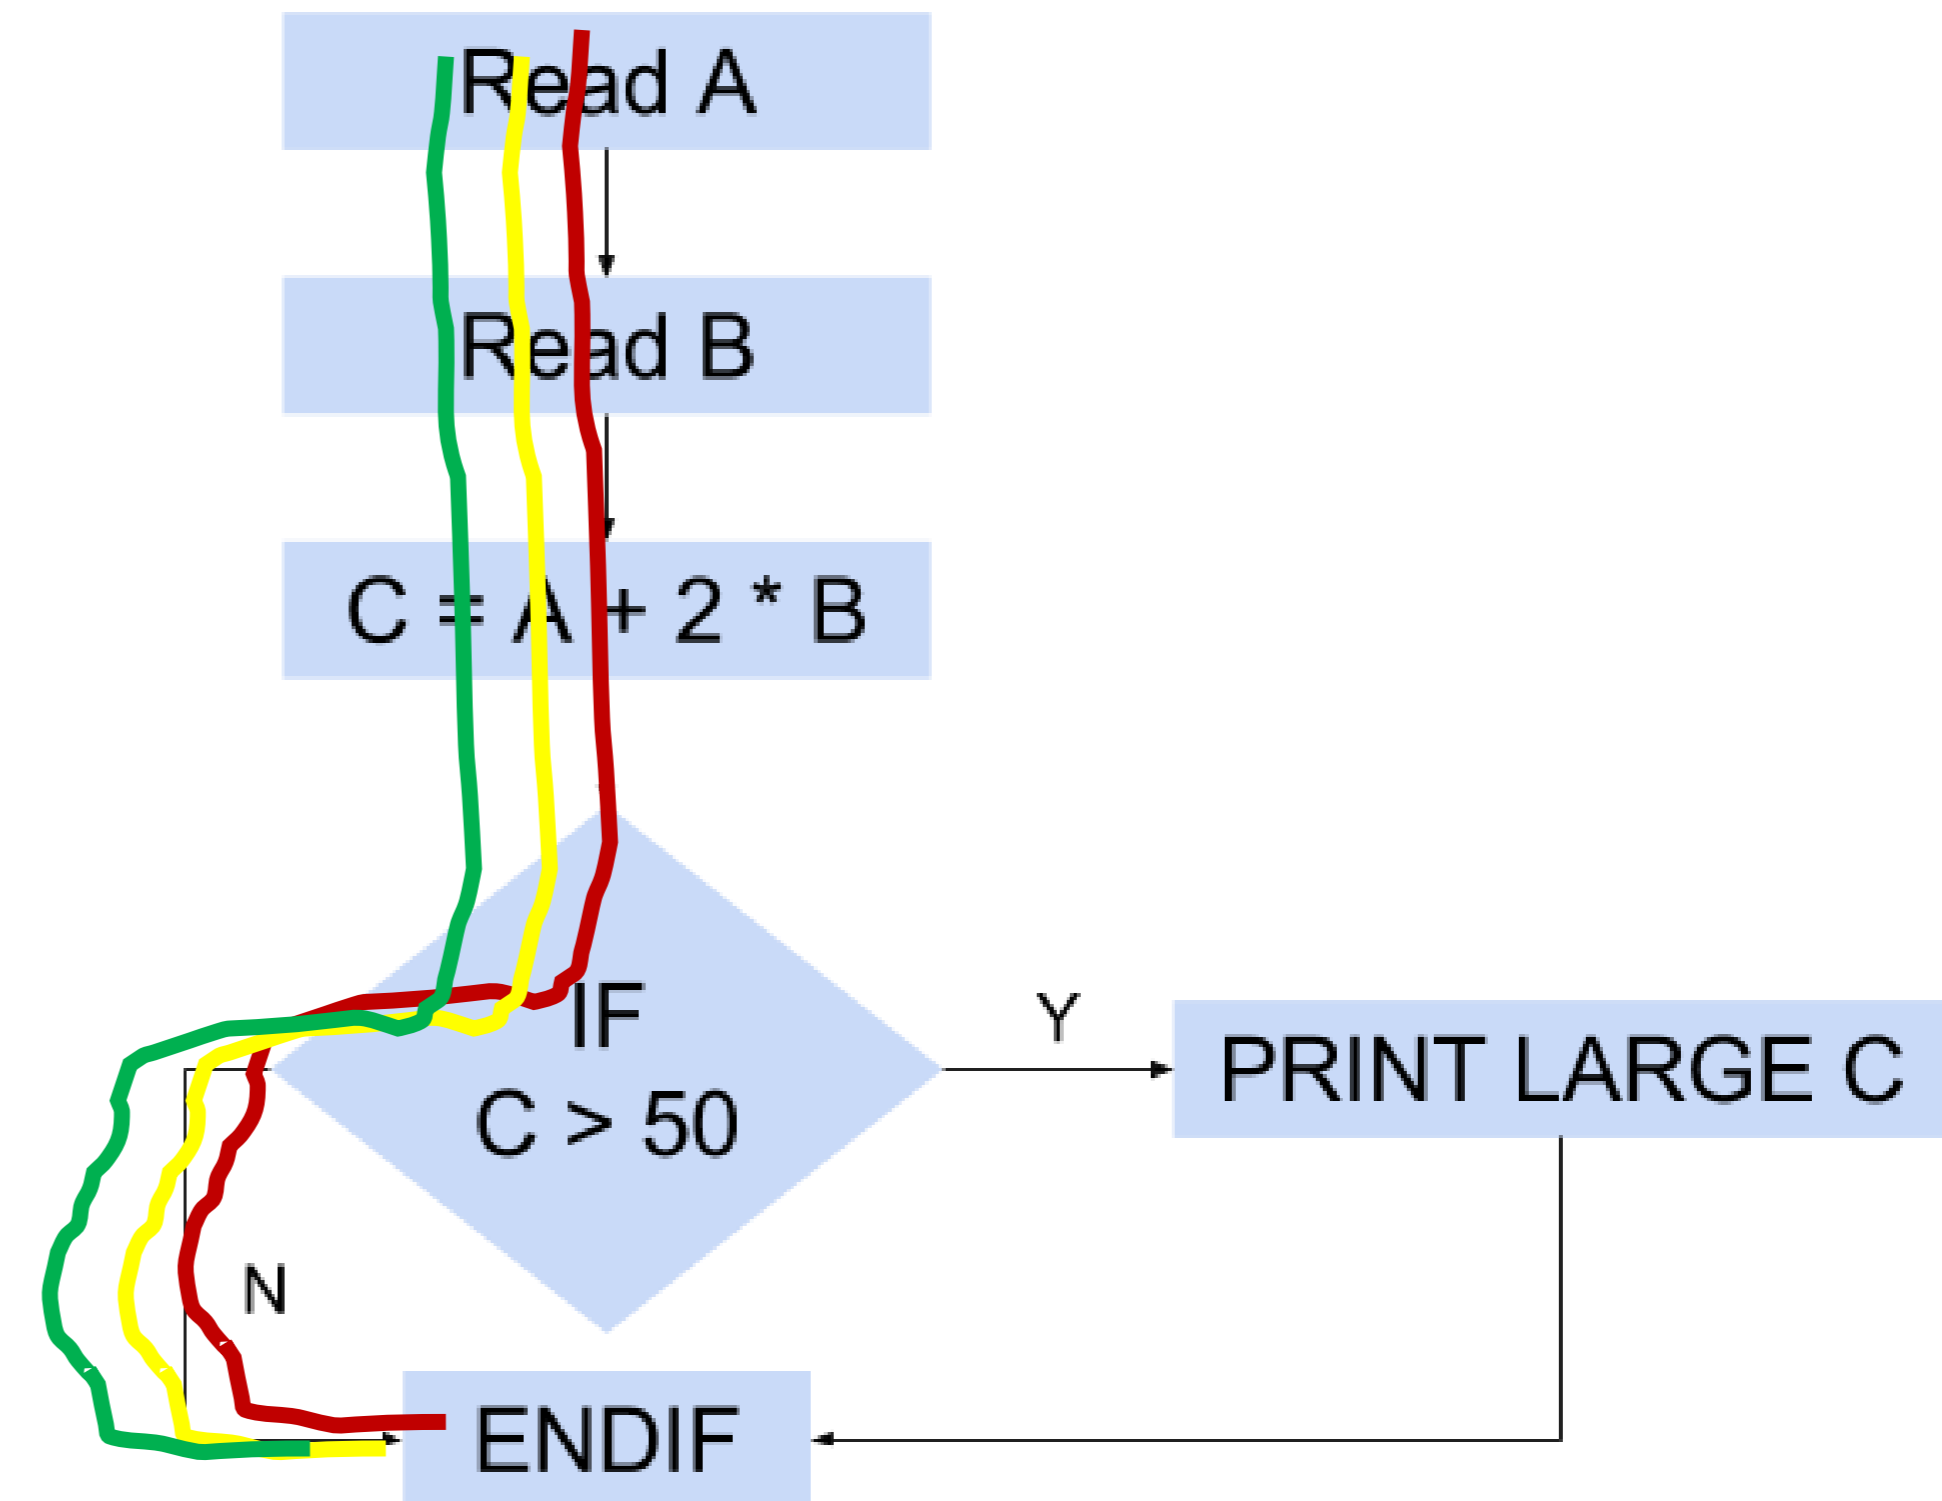 Read A
Read B
C = A + 2 * B
IF
C > 50
Y
PRINT LARGE C
N
ENDIF